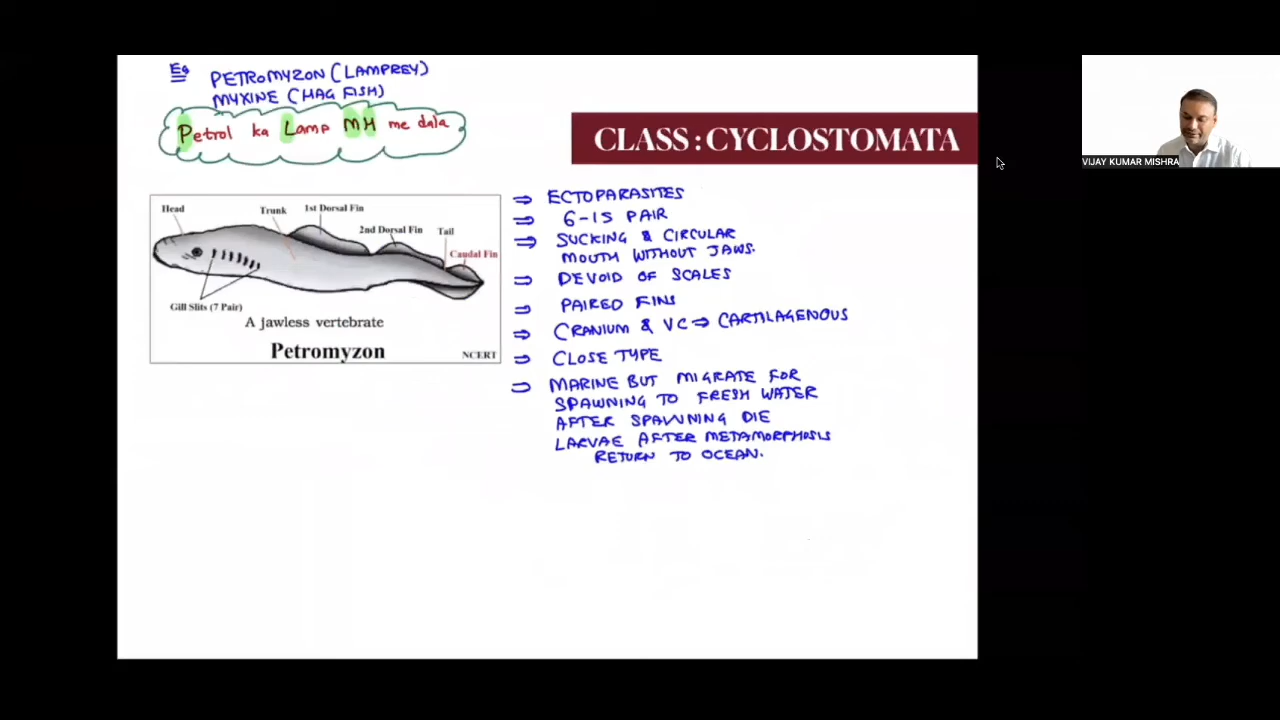 Eg
PETROMYZON (LAMPREY)
MYXINE (HAG FISH)
Petrol ka Lamp MH me dala
CLASS : CYCLOSTOMATA
Head
Trunk
1st Dorsal Fin
2nd Dorsal Fin
Tail
Caudal Fin
Gill Slits (7 Pair)
A jawless vertebrate
Petromyzon
NCERT
⇒ ECTOPARASITES
⇒ 6-15 PAIR
⇒ SUCKING & CIRCULAR
MOUTH WITHOUT JAWS.
⇒ DEVOID OF SCALES
⇒ PAIRED FINS
⇒ CRANIUM & VC ⇒ CARTILAGENOUS
⇒ CLOSE TYPE
⇒ MARINE BUT MIGRATE FOR
SPAWNING TO FRESH WATER
AFTER SPAWNING DIE
LARVAE AFTER METAMORPHOSIS
RETURN TO OCEAN.
VIJAY KUMAR MISHRA